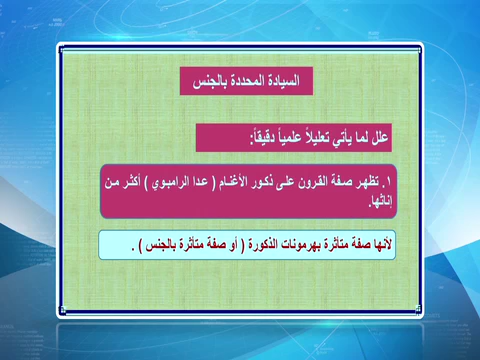 السيادة المحددة بالجنس
علل لما يأتي تعليلاً علمياً دقيقاً:
١. تظهر صفة القرون على ذكور الأغنام ( عدا الرامبوي ) أكثر من
إناثها.
لأنها صفة متأثرة بهرمونات الذكورة ( أو صفة متأثرة بالجنس ) .